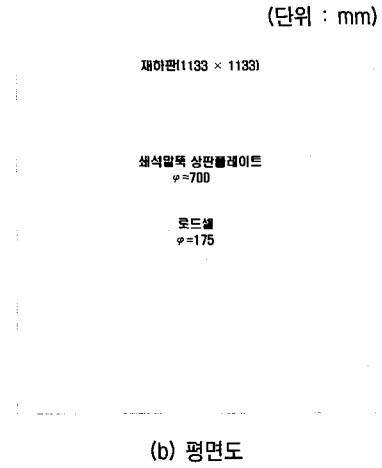 (단위 : mm)
재하판(1133 × 1133)
쇄석말뚝 상판플레이트
φ=700
로드셀
φ=175
(b) 평면도